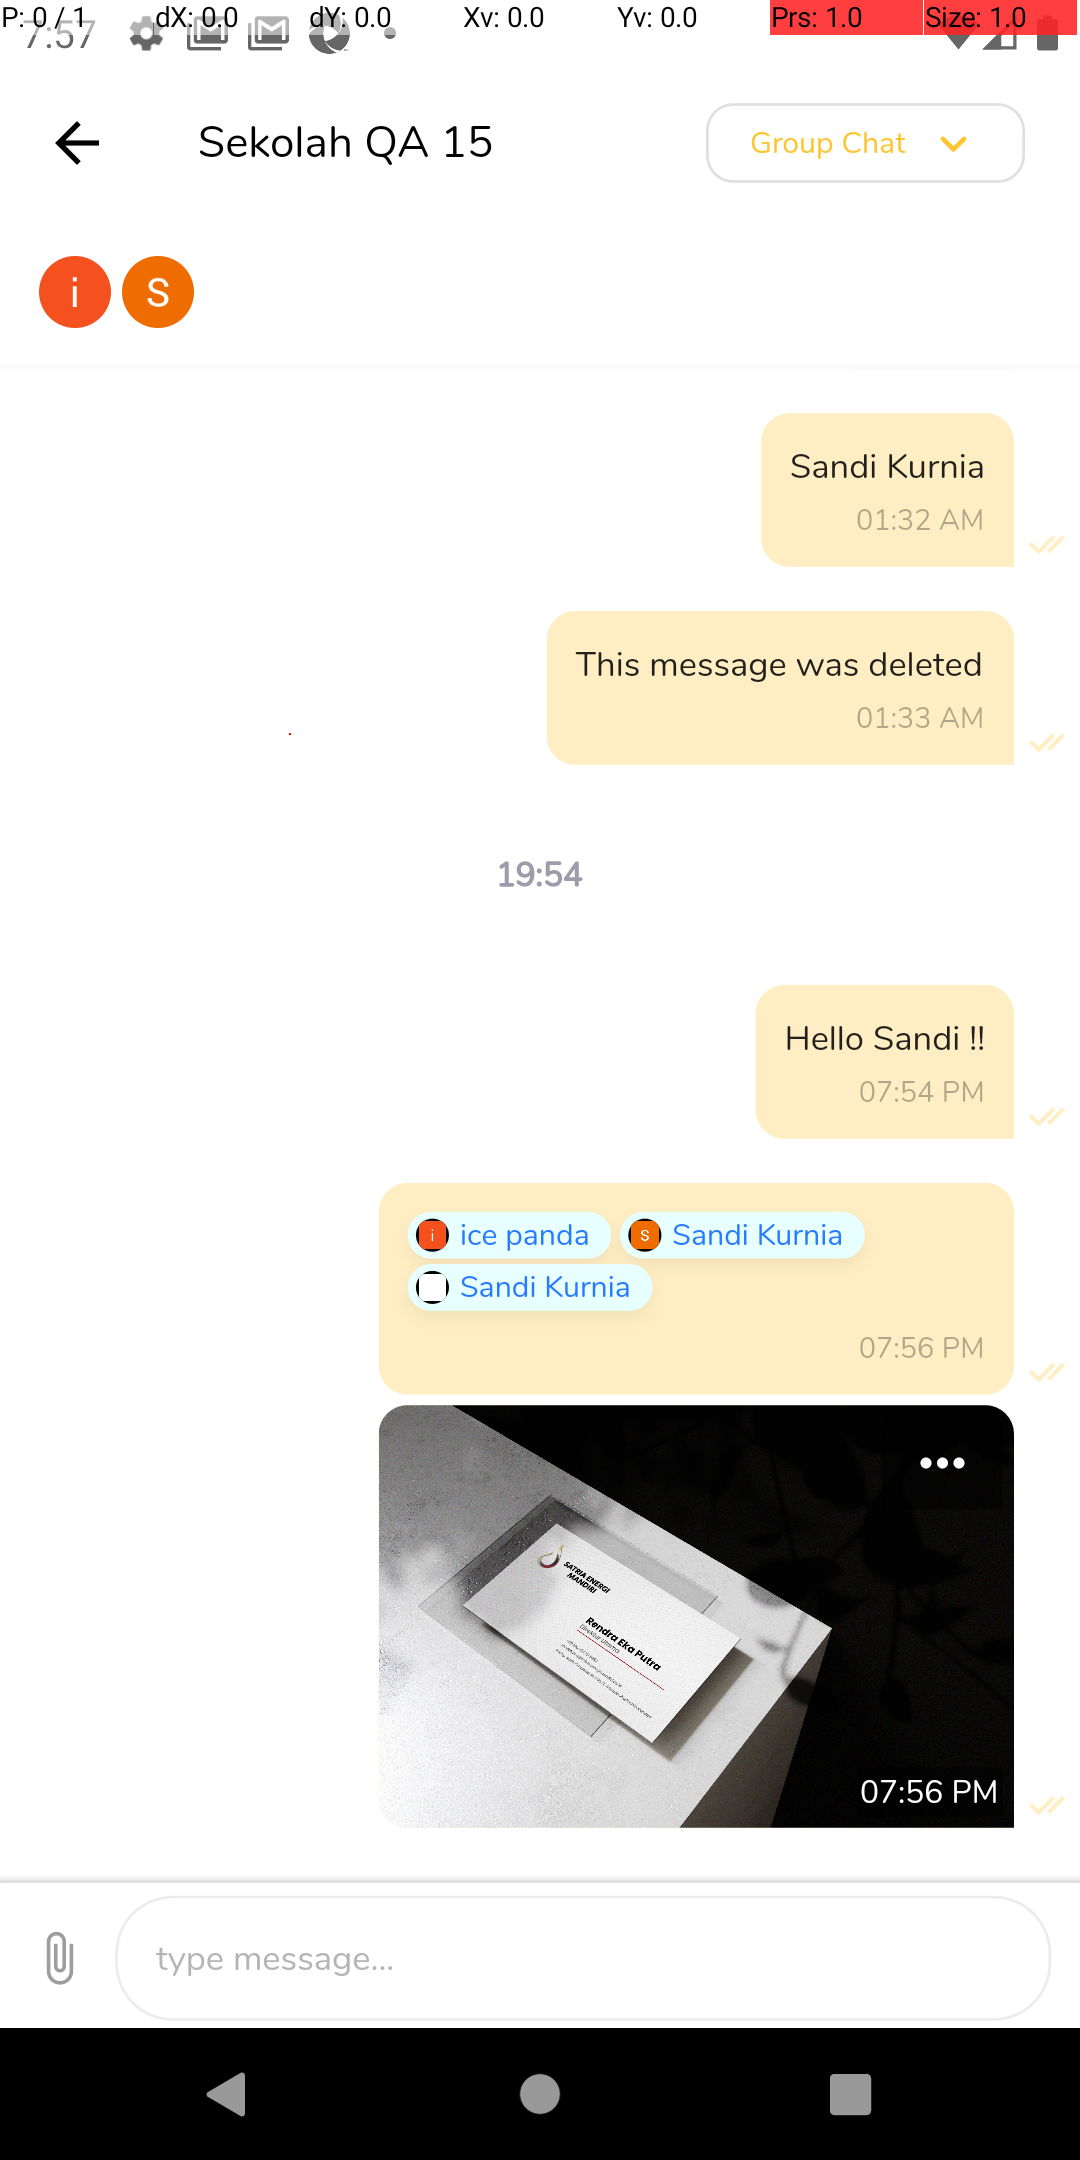 P: 0 / 1 dX: 0.0 dY: 0.0 Xv: 0.0 Yv: 0.0 Prs: 1.0 Size: 1.0
7:57
Sekolah QA 15
Group Chat
i S
Sandi Kurnia
01:32 AM
This message was deleted
01:33 AM
19:54
Hello Sandi !!
07:54 PM
i ice panda S Sandi Kurnia
Sandi Kurnia
07:56 PM
SATRIA ENERGI
MANDIRI
Rendra Eka Putra
Direktur Utama
07:56 PM
type message...